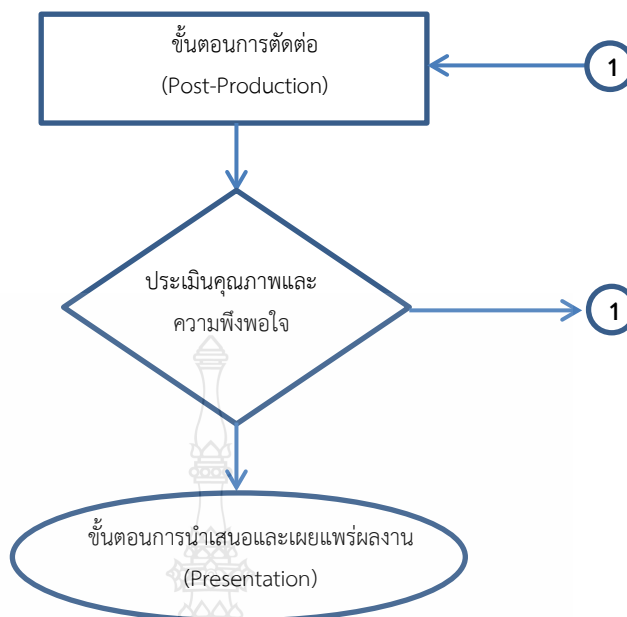 ขั้นตอนการตัดต่อ
(Post-Production)
1
ประเมินคุณภาพและ
ความพึงพอใจ
1
ขั้นตอนการนำเสนอและเผยแพร่ผลงาน
(Presentation)